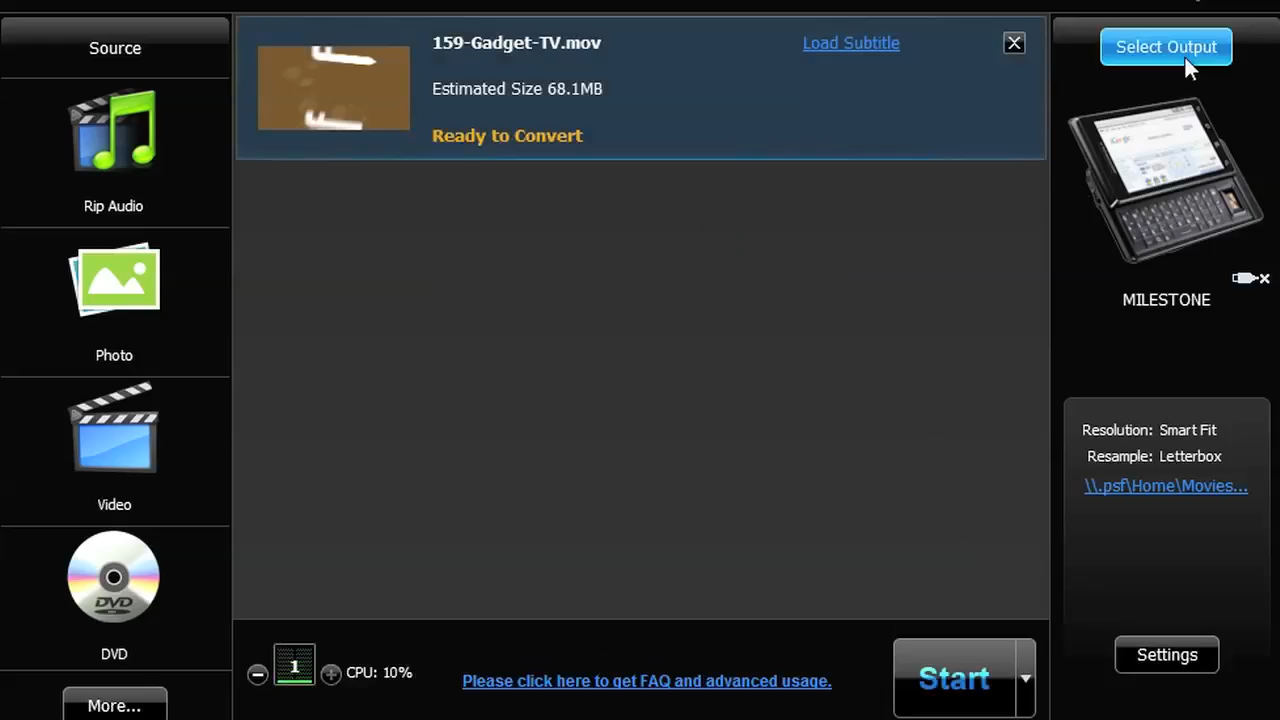 Source
Rip Audio
Photo
Video
DVD
DVD
More...
159-Gadget-TV.mov
Load Subtitle
Estimated Size 68.1MB
Ready to Convert
1
CPU: 10%
Please click here to get FAQ and advanced usage.
Start
Select Output
MILESTONE
Resolution: Smart Fit
Resample: Letterbox
\\.psf\Home\Movies...
Settings